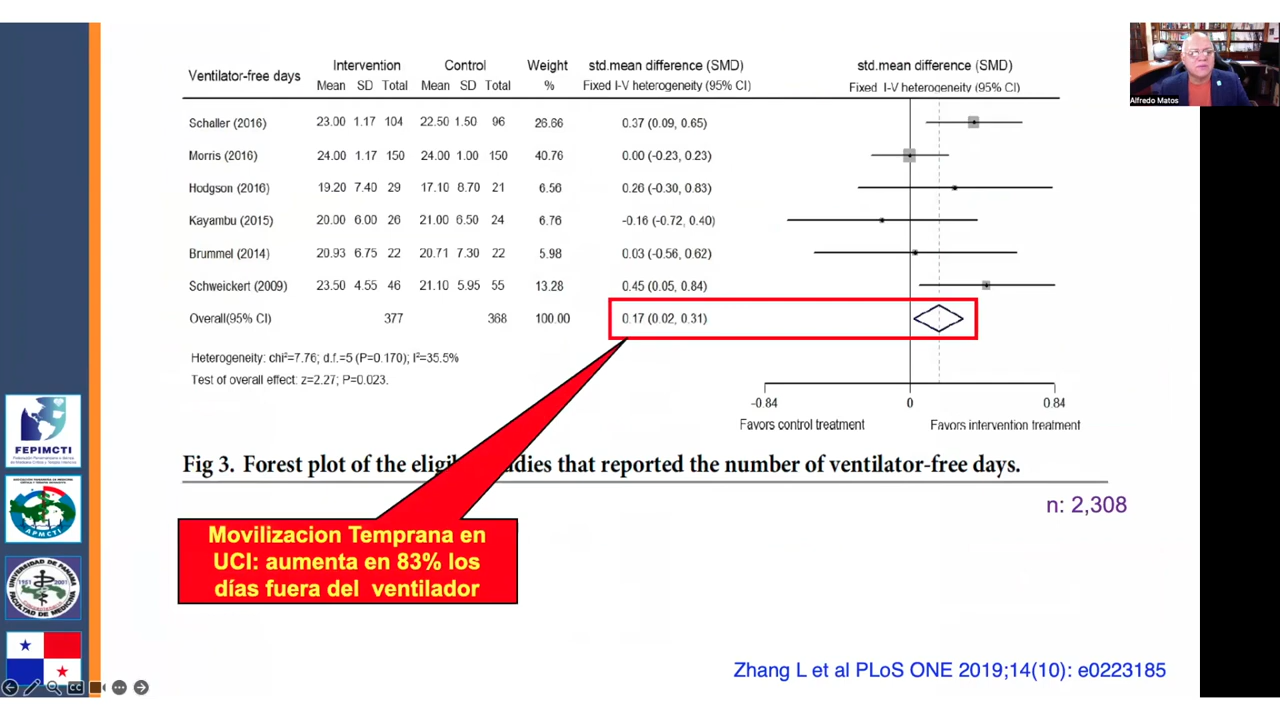 Ventilator-free days Intervention Control Weight std.mean difference (SMD) std.mean difference (SMD)
Mean SD Total Mean SD Total % Fixed I-V heterogeneity (95% CI) Fixed I-V heterogeneity (95% CI)
Schaller (2016) 23.00 1.17 104 22.50 1.50 96 26.66 0.37 (0.09, 0.65)
Morris (2016) 24.00 1.17 150 24.00 1.00 150 40.76 0.00 (-0.23, 0.23)
Hodgson (2016) 19.20 7.40 29 17.10 8.70 21 6.56 0.26 (-0.30, 0.83)
Kayambu (2015) 20.00 6.00 26 21.00 6.50 24 6.76 -0.16 (-0.72, 0.40)
Brummel (2014) 20.93 6.75 22 20.71 7.30 22 5.98 0.03 (-0.56, 0.62)
Schweickert (2009) 23.50 4.55 46 21.10 5.95 55 13.28 0.45 (0.05, 0.84)
Overall(95% CI) 377 368 100.00 0.17 (0.02, 0.31)
Heterogeneity: chi²=7.76; d.f.=5 (P=0.170); I²=35.5%
Test of overall effect: z=2.27; P=0.023.
-0.84 0 0.84
Favors control treatment Favors intervention treatment
Fig 3. Forest plot of the eligib dies that reported the number of ventilator-free days.
n: 2,308
Movilizacion Temprana en
UCI: aumenta en 83% los
días fuera del ventilador
Zhang L et al PLoS ONE 2019;14(10): e0223185
Alfredo Matos
FEPIMCTI
APMCTI
UNIVERSIDAD DE PANAMA
FACULTAD DE MEDICINA
CC